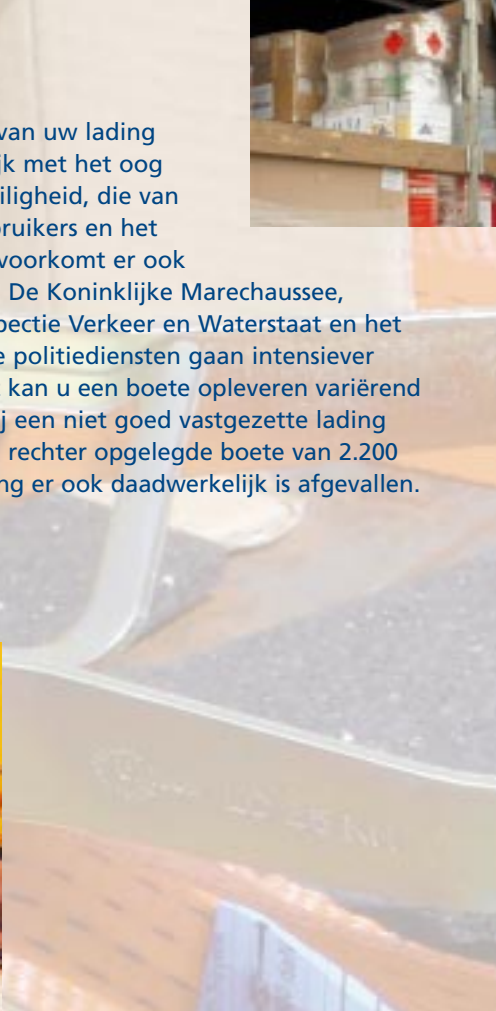 van uw lading
jk met het oog
iligheid, die van
ruikers en het
voorkomt er ook
De Koninklijke Marechaussee,
pectie Verkeer en Waterstaat en het
e politiediensten gaan intensiever
kan u een boete opleveren variërend
j een niet goed vastgezette lading
rechter opgelegde boete van 2.200
ng er ook daadwerkelijk is afgevallen.